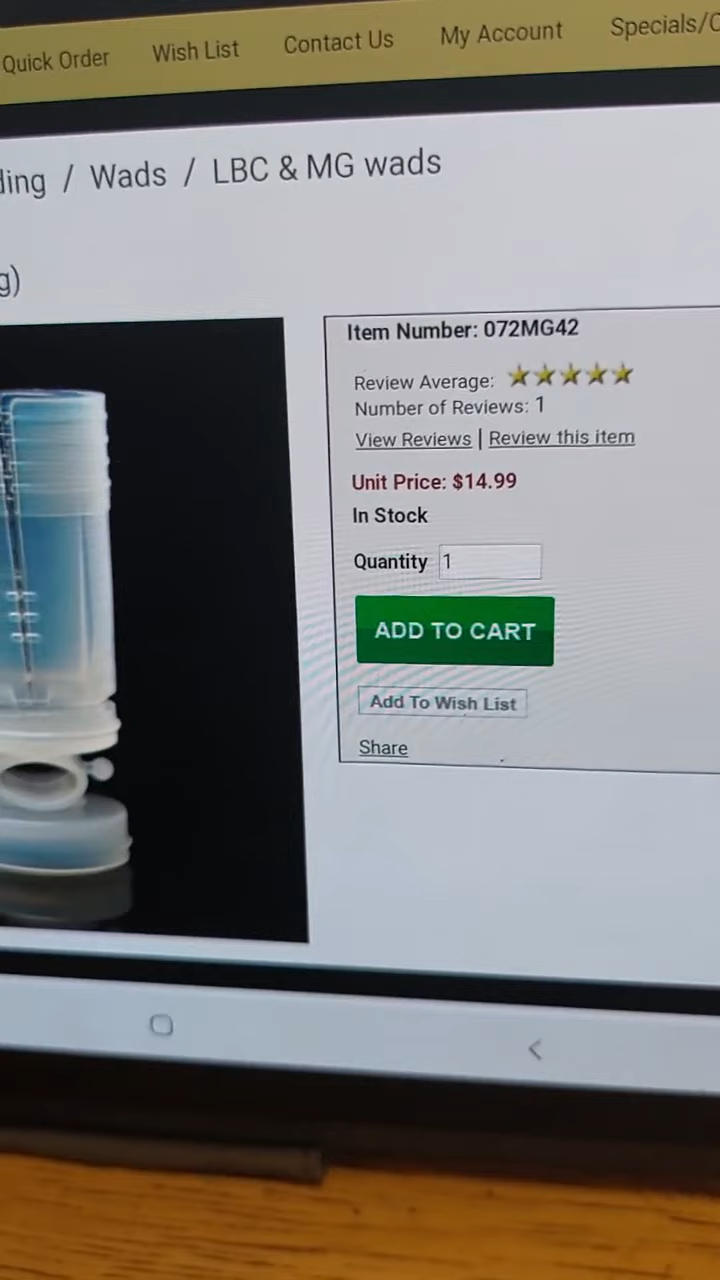 Quick Order Wish List Contact Us My Account Specials/
/ Wads / LBC & MG wads
g)
Item Number: 072MG42
Review Average:
Number of Reviews: 1
View Reviews | Review this item
Unit Price: $14.99
In Stock
Quantity 1
ADD TO CART
Add To Wish List
Share